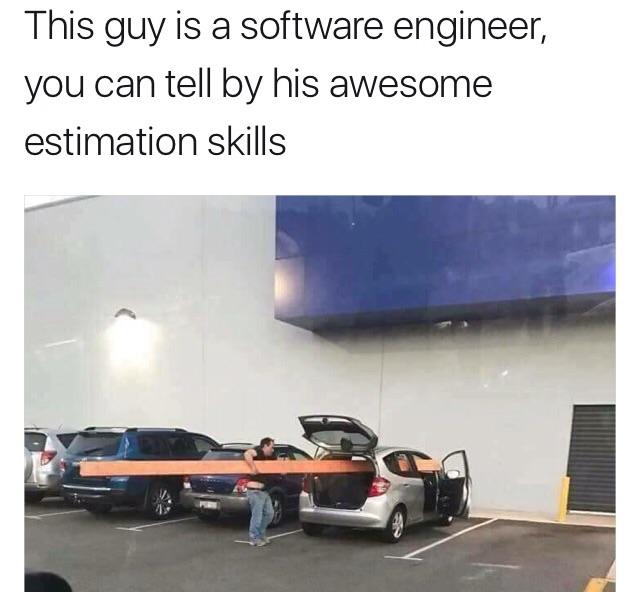 This guy is a software engineer,
you can tell by his awesome
estimation skills